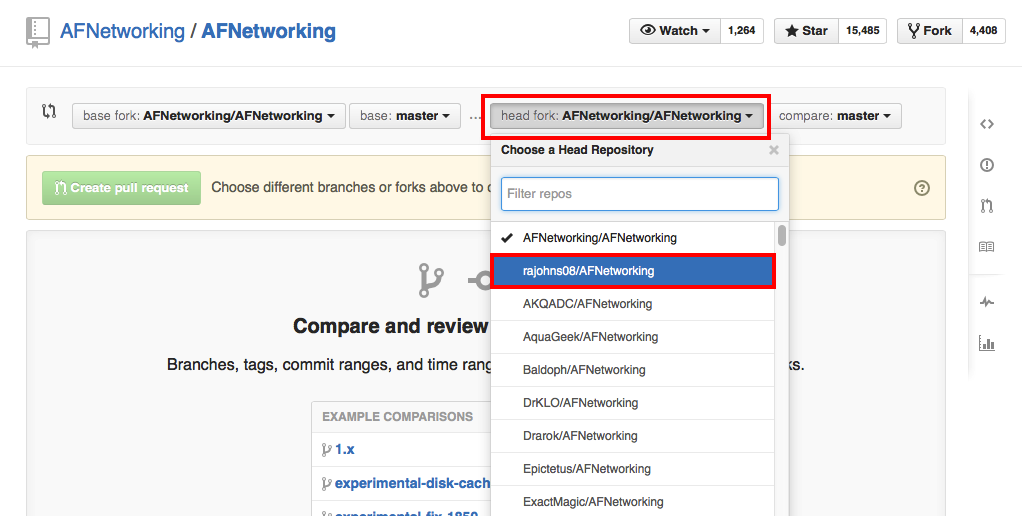 AFNetworking / AFNetworking
Watch 1,264 Star 15,485 Fork 4,408
base fork: AFNetworking/AFNetworking base: master ... head fork: AFNetworking/AFNetworking compare: master
Choose a Head Repository
Create pull request Choose different branches or forks above to
Filter repos
AFNetworking/AFNetworking
rajohns08/AFNetworking
AKQADC/AFNetworking
AquaGeek/AFNetworking
Baldoph/AFNetworking
DrKLO/AFNetworking
Drarok/AFNetworking
Epictetus/AFNetworking
ExactMagic/AFNetworking
Compare and review
Branches, tags, commit ranges, and time rang ks.
EXAMPLE COMPARISONS
1.x
experimental-disk-cach
experimental-fix-1850